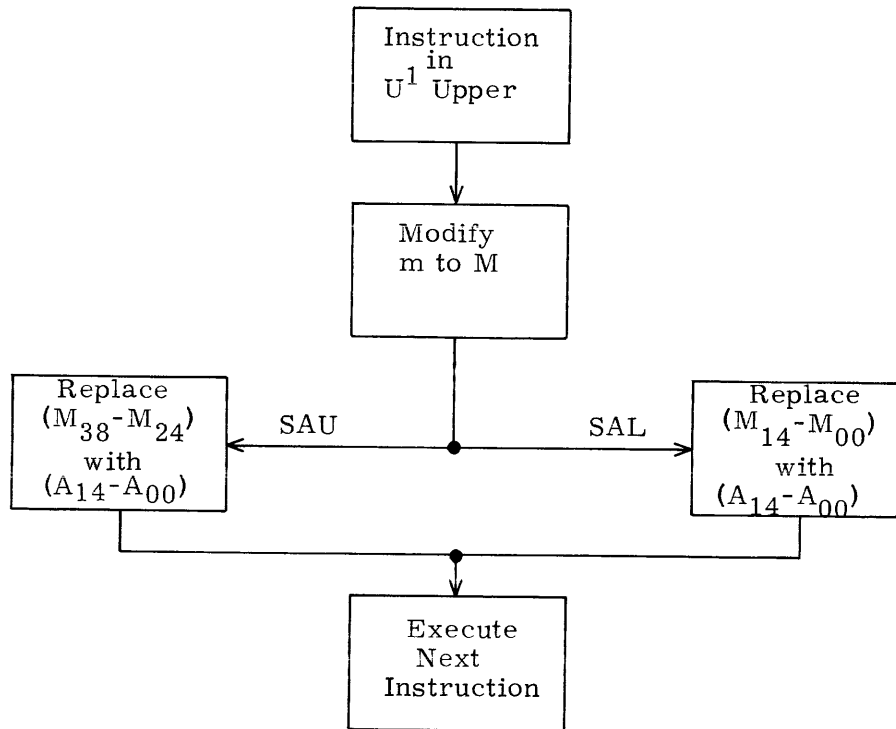 Instruction
in
U¹ Upper
Modify
m to M
SAU
SAL
Replace
(M₃₈-M₂₄)
with
(A₁₄-A₀₀)
Replace
(M₁₄-M₀₀)
with
(A₁₄-A₀₀)
Execute
Next
Instruction